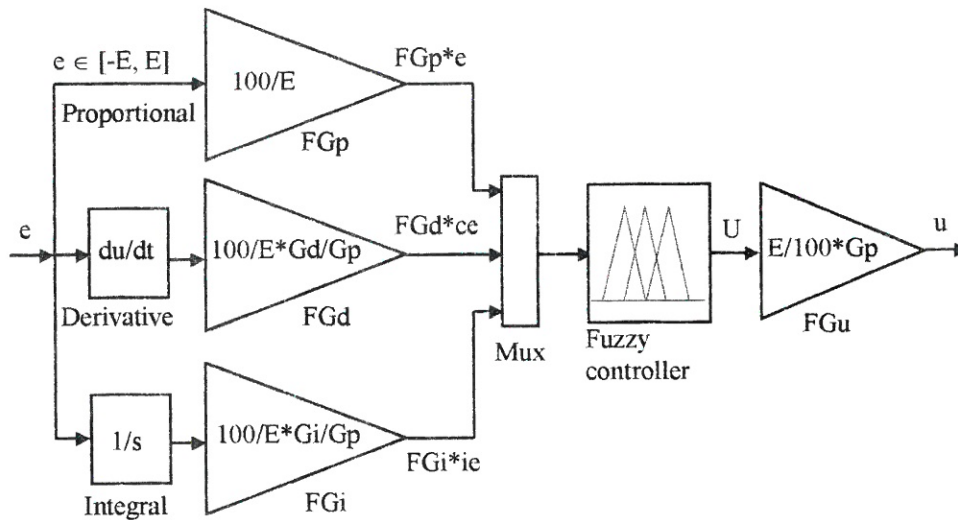 e ∈ [-E, E]
Proportional
100/E
FGp
FGp*e
e
du/dt
Derivative
100/E*Gd/Gp
FGd
FGd*ce
Mux
Fuzzy
controller
U
E/100*Gp
FGu
u
1/s
Integral
100/E*Gi/Gp
FGi
FGi*ie